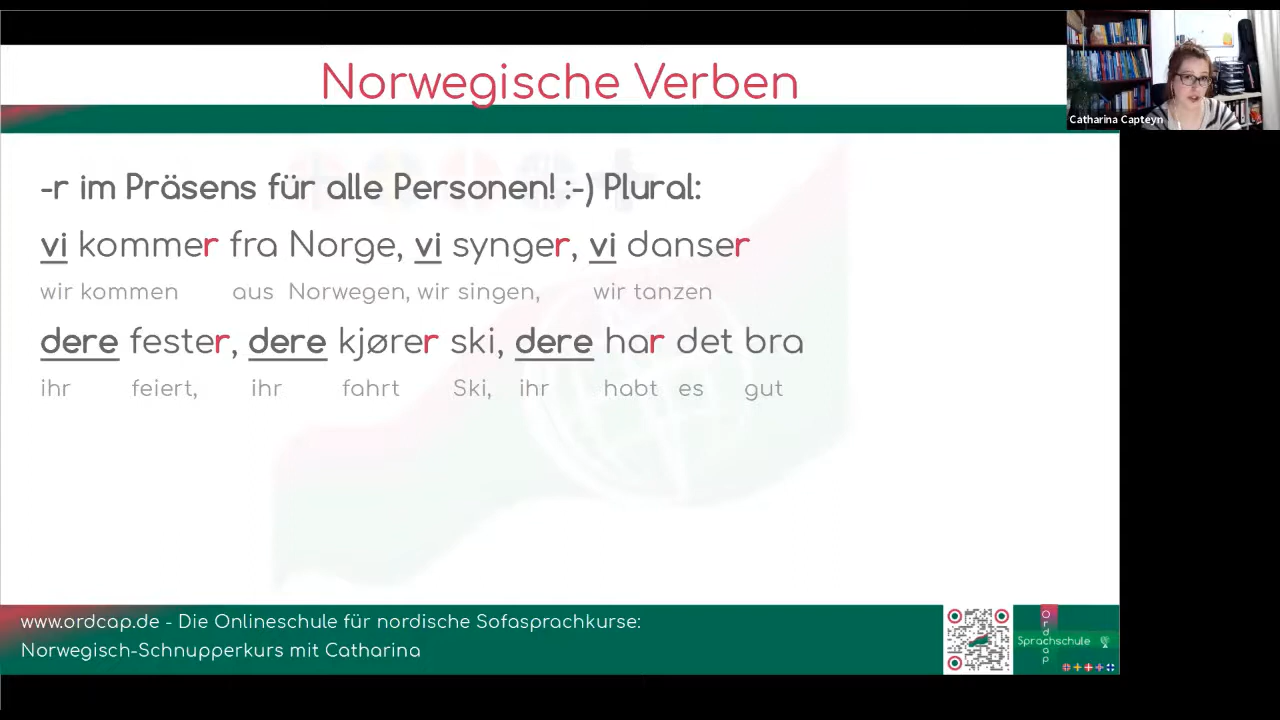 Norwegische Verben
Catharina Capteyn
-r im Präsens für alle Personen! :-) Plural:
vi kommer fra Norge, vi synger, vi danser
wir kommen aus Norwegen, wir singen, wir tanzen
dere fester, dere kjører ski, dere har det bra
ihr feiert, ihr fahrt Ski, ihr habt es gut
www.ordcap.de - Die Onlineschule für nordische Sofasprachkurse:
Norwegisch-Schnupperkurs mit Catharina
Ordcap
Sprachschule